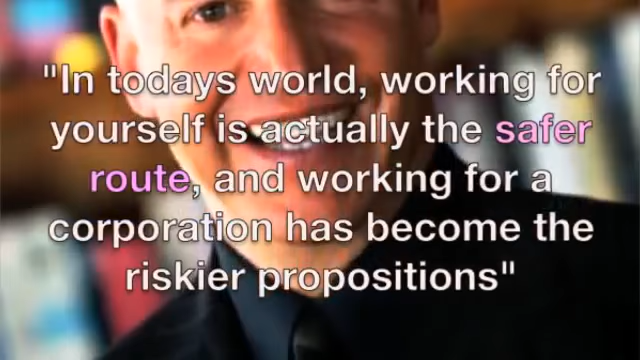 "In todays world, working for
yourself is actually the safer
route, and working for a
corporation has become the
riskier propositions"